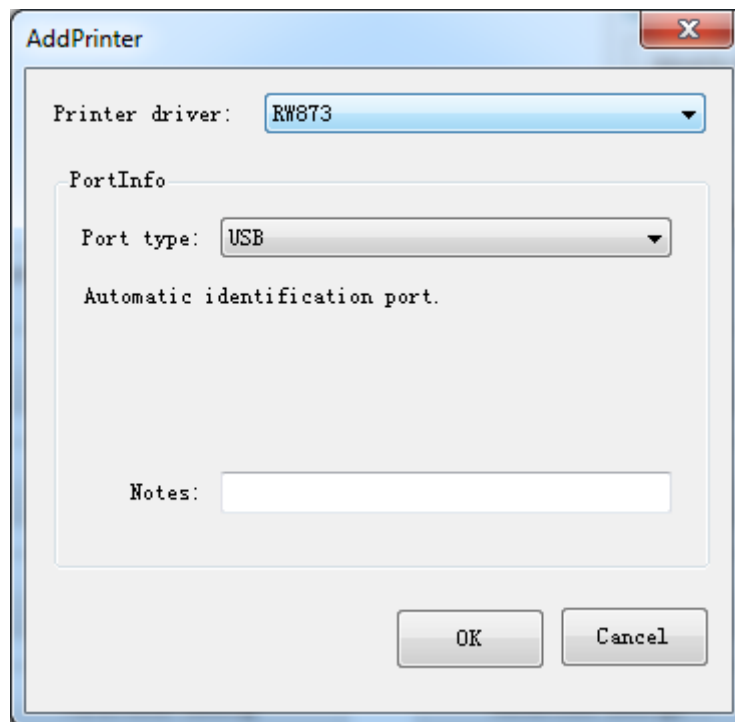 AddPrinter
Printer driver: RW873
PortInfo
Port type: USB
Automatic identification port.
Notes:
OK Cancel